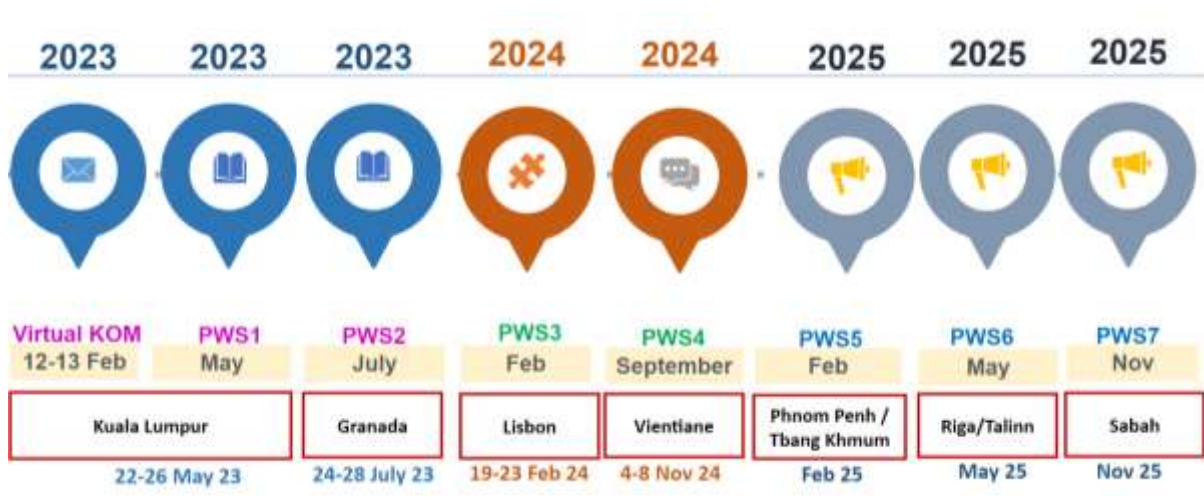 2023 2023 2023 2024 2024 2025 2025 2025
Virtual KOM PWS1 PWS2 PWS3 PWS4 PWS5 PWS6 PWS7
12-13 Feb May July Feb September Feb May Nov
Kuala Lumpur Granada Lisbon Vientiane Phnom Penh / Riga/Talinn Sabah
Tbang Khmum
22-26 May 23 24-28 July 23 19-23 Feb 24 4-8 Nov 24 Feb 25 May 25 Nov 25